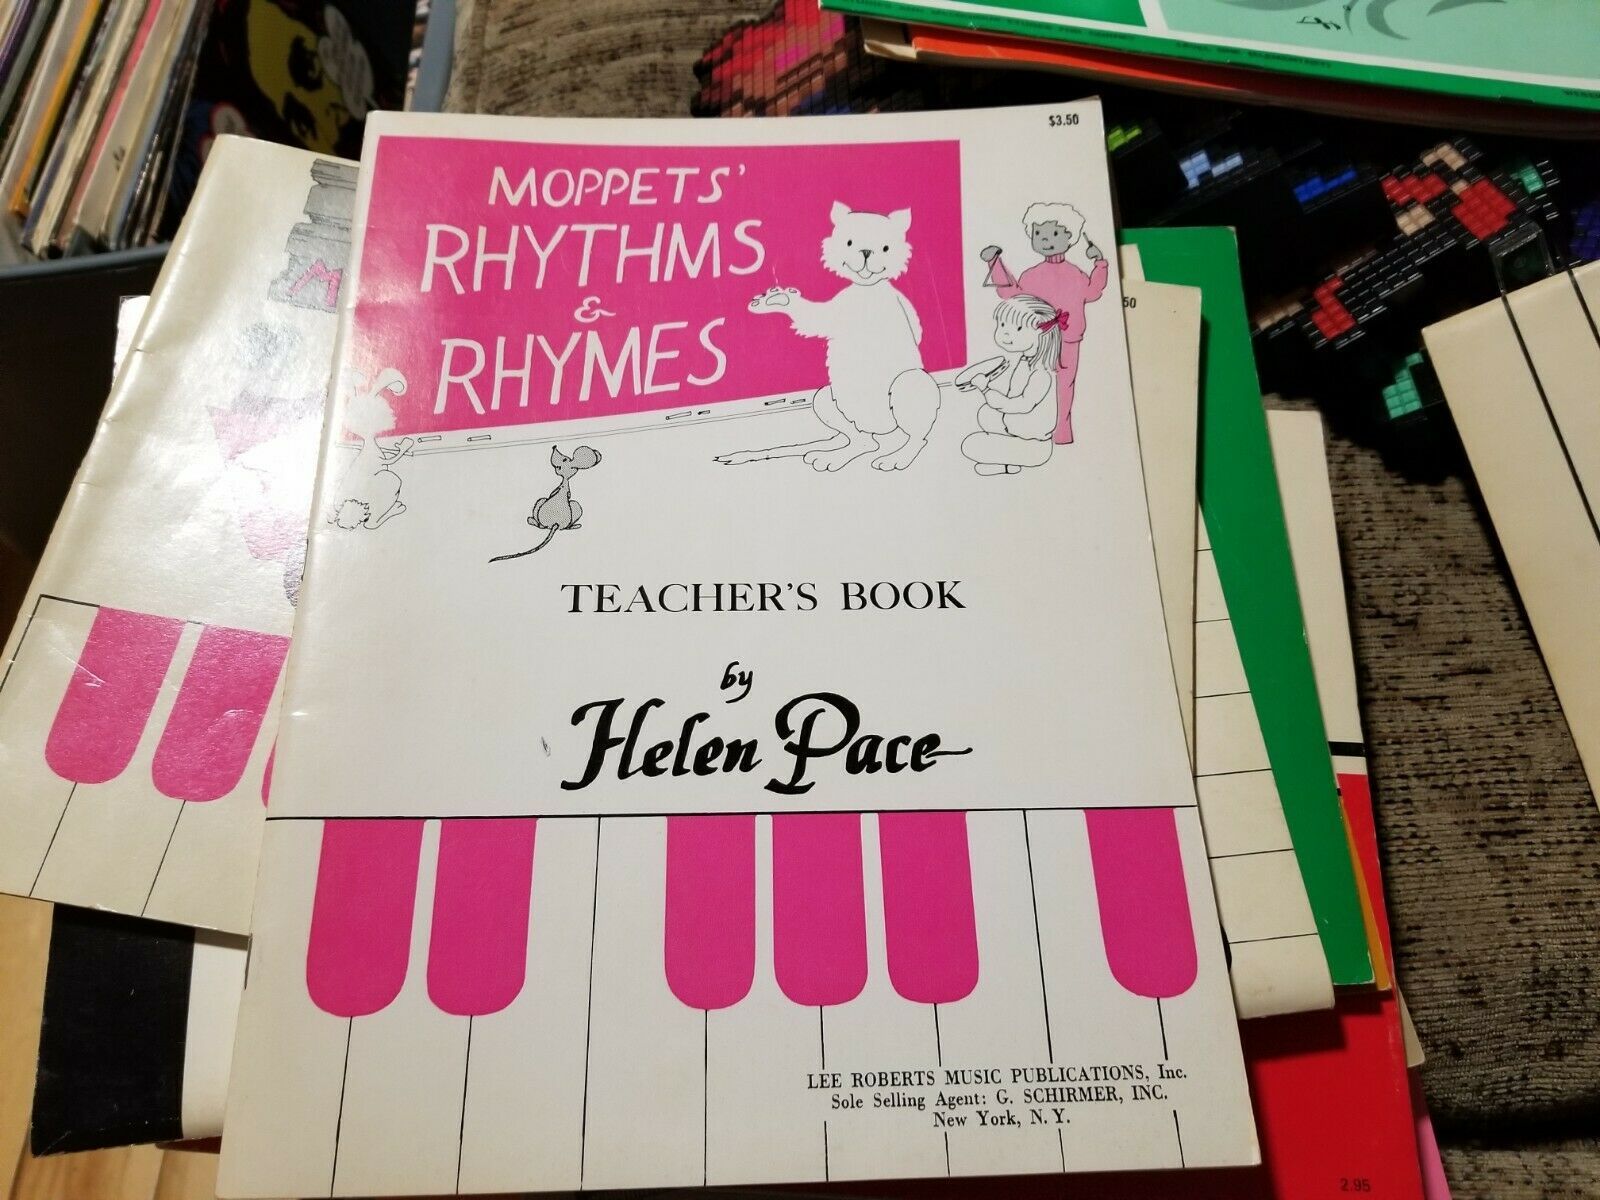 $3.50
MOPPETS'
RHYTHMS
&
RHYMES
TEACHER'S BOOK
by
Helen Pace
LEE ROBERTS MUSIC PUBLICATIONS, Inc.
Sole Selling Agent: G. SCHIRMER, INC.
New York, N. Y.
50
2.95